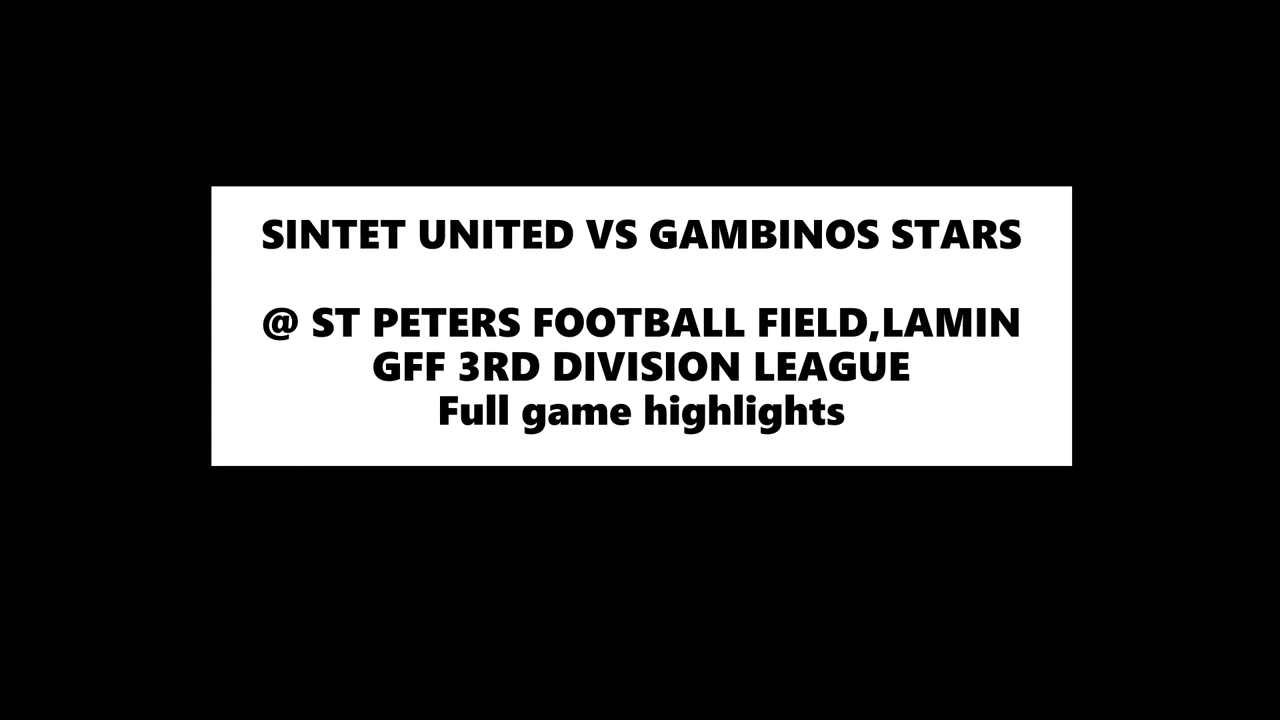 SINTET UNITED VS GAMBINOS STARS
@ ST PETERS FOOTBALL FIELD,LAMIN
GFF 3RD DIVISION LEAGUE
Full game highlights